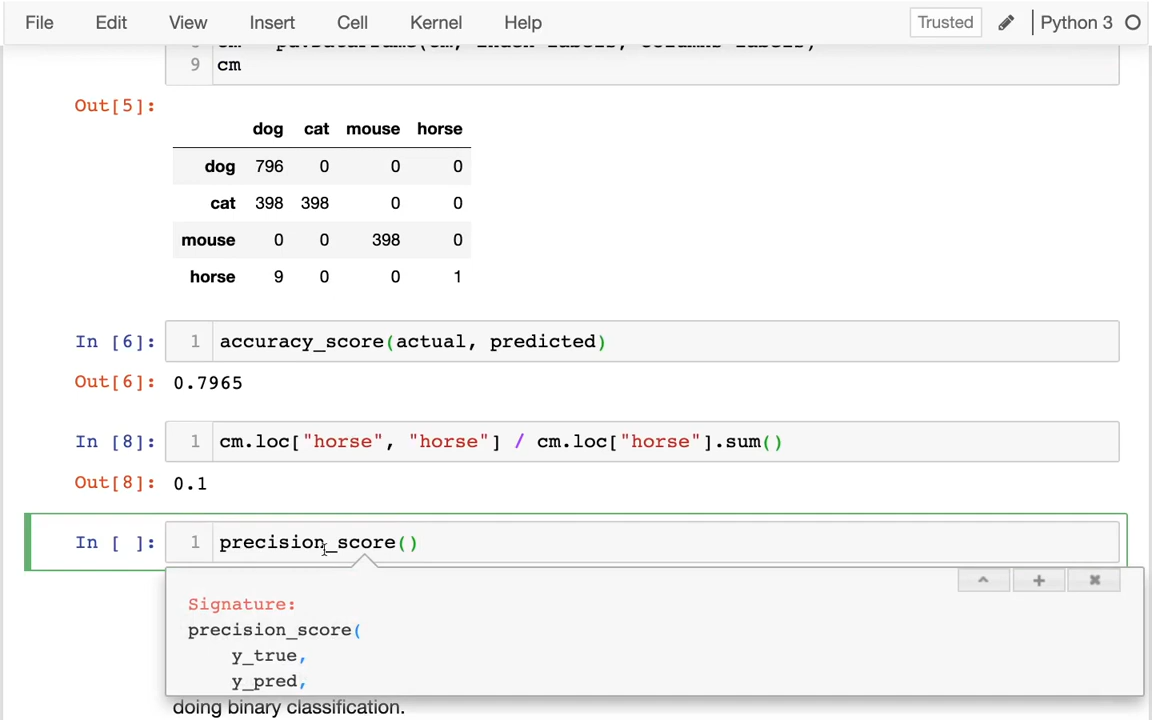 File Edit View Insert Cell Kernel Help Trusted Python 3
9 cm
Out[5]:
dog cat mouse horse
dog 796 0 0 0
cat 398 398 0 0
mouse 0 0 398 0
horse 9 0 0 1
In [6]: 1 accuracy_score(actual, predicted)
Out[6]: 0.7965
In [8]: 1 cm.loc["horse", "horse"] / cm.loc["horse"].sum()
Out[8]: 0.1
In [ ]: 1 precision_score()
Signature:
precision_score(
y_true,
y_pred,
doing binary classification.